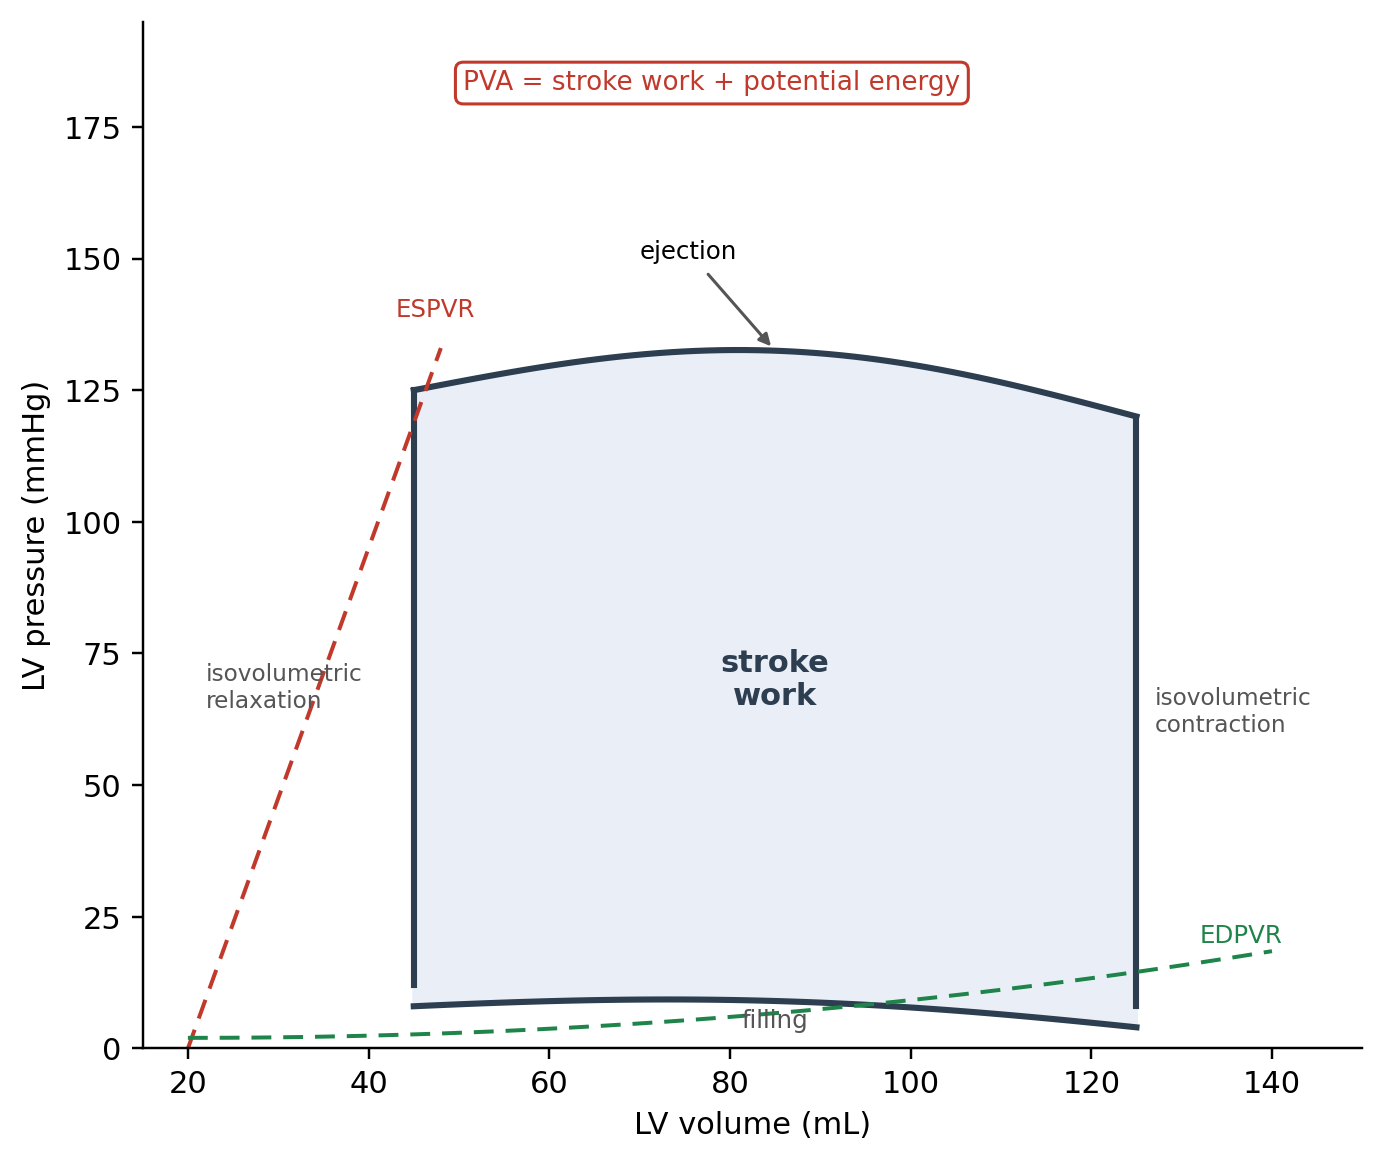 PVA = stroke work + potential energy
175
150
125
100
75
50
25
0
LV pressure (mmHg)
ejection
ESPVR
isovolumetric
relaxation
stroke
work
isovolumetric
contraction
EDPVR
filling
20
40
60
80
100
120
140
LV volume (mL)